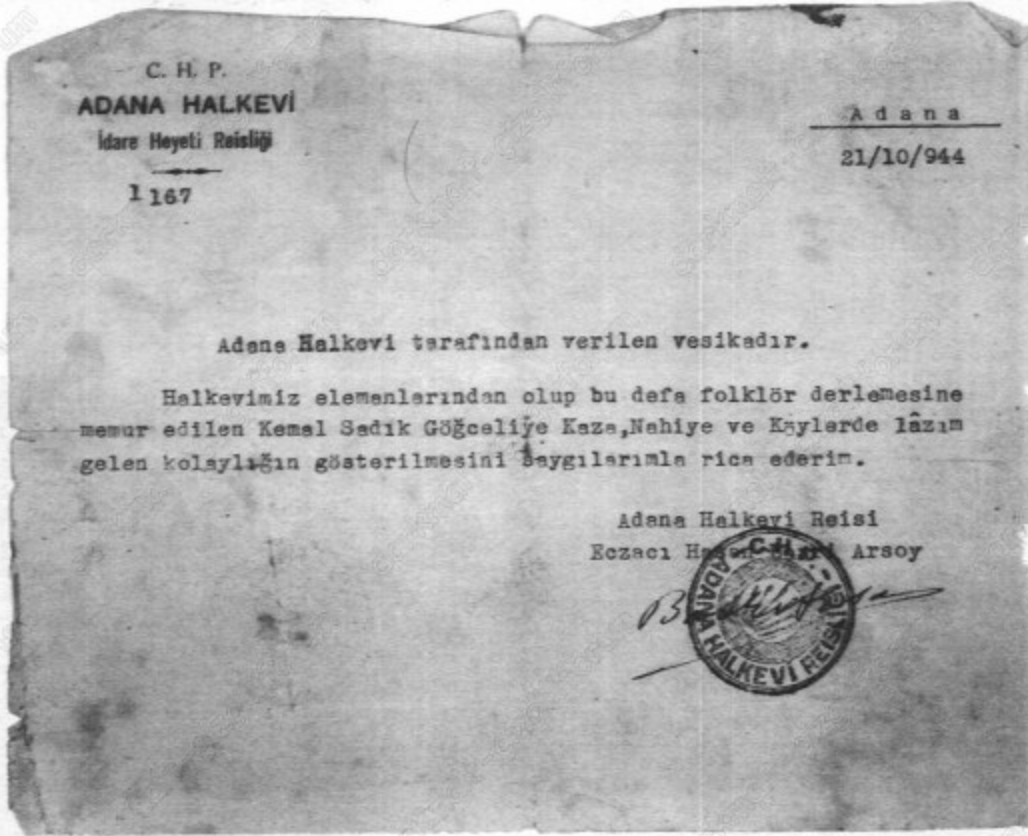 C. H. P.
ADANA HALKEVİ
İdare Heyeti Reisliği
1 167
Adana
21/10/944
Adana Halkevi tarafından verilen vesikadır.
Halkevimiz elemanlarından olup bu defa folklör derlemesine
memur edilen Kemal Sadık Göğceliye Kaza,Nahiye ve Köylerde lâzım
gelen kolaylığın gösterilmesini saygılarımla rica ederim.
Adana Halkevi Reisi
Eczacı Arsoy
C. H. P. ADANA HALKEVİ REİSLİĞİ